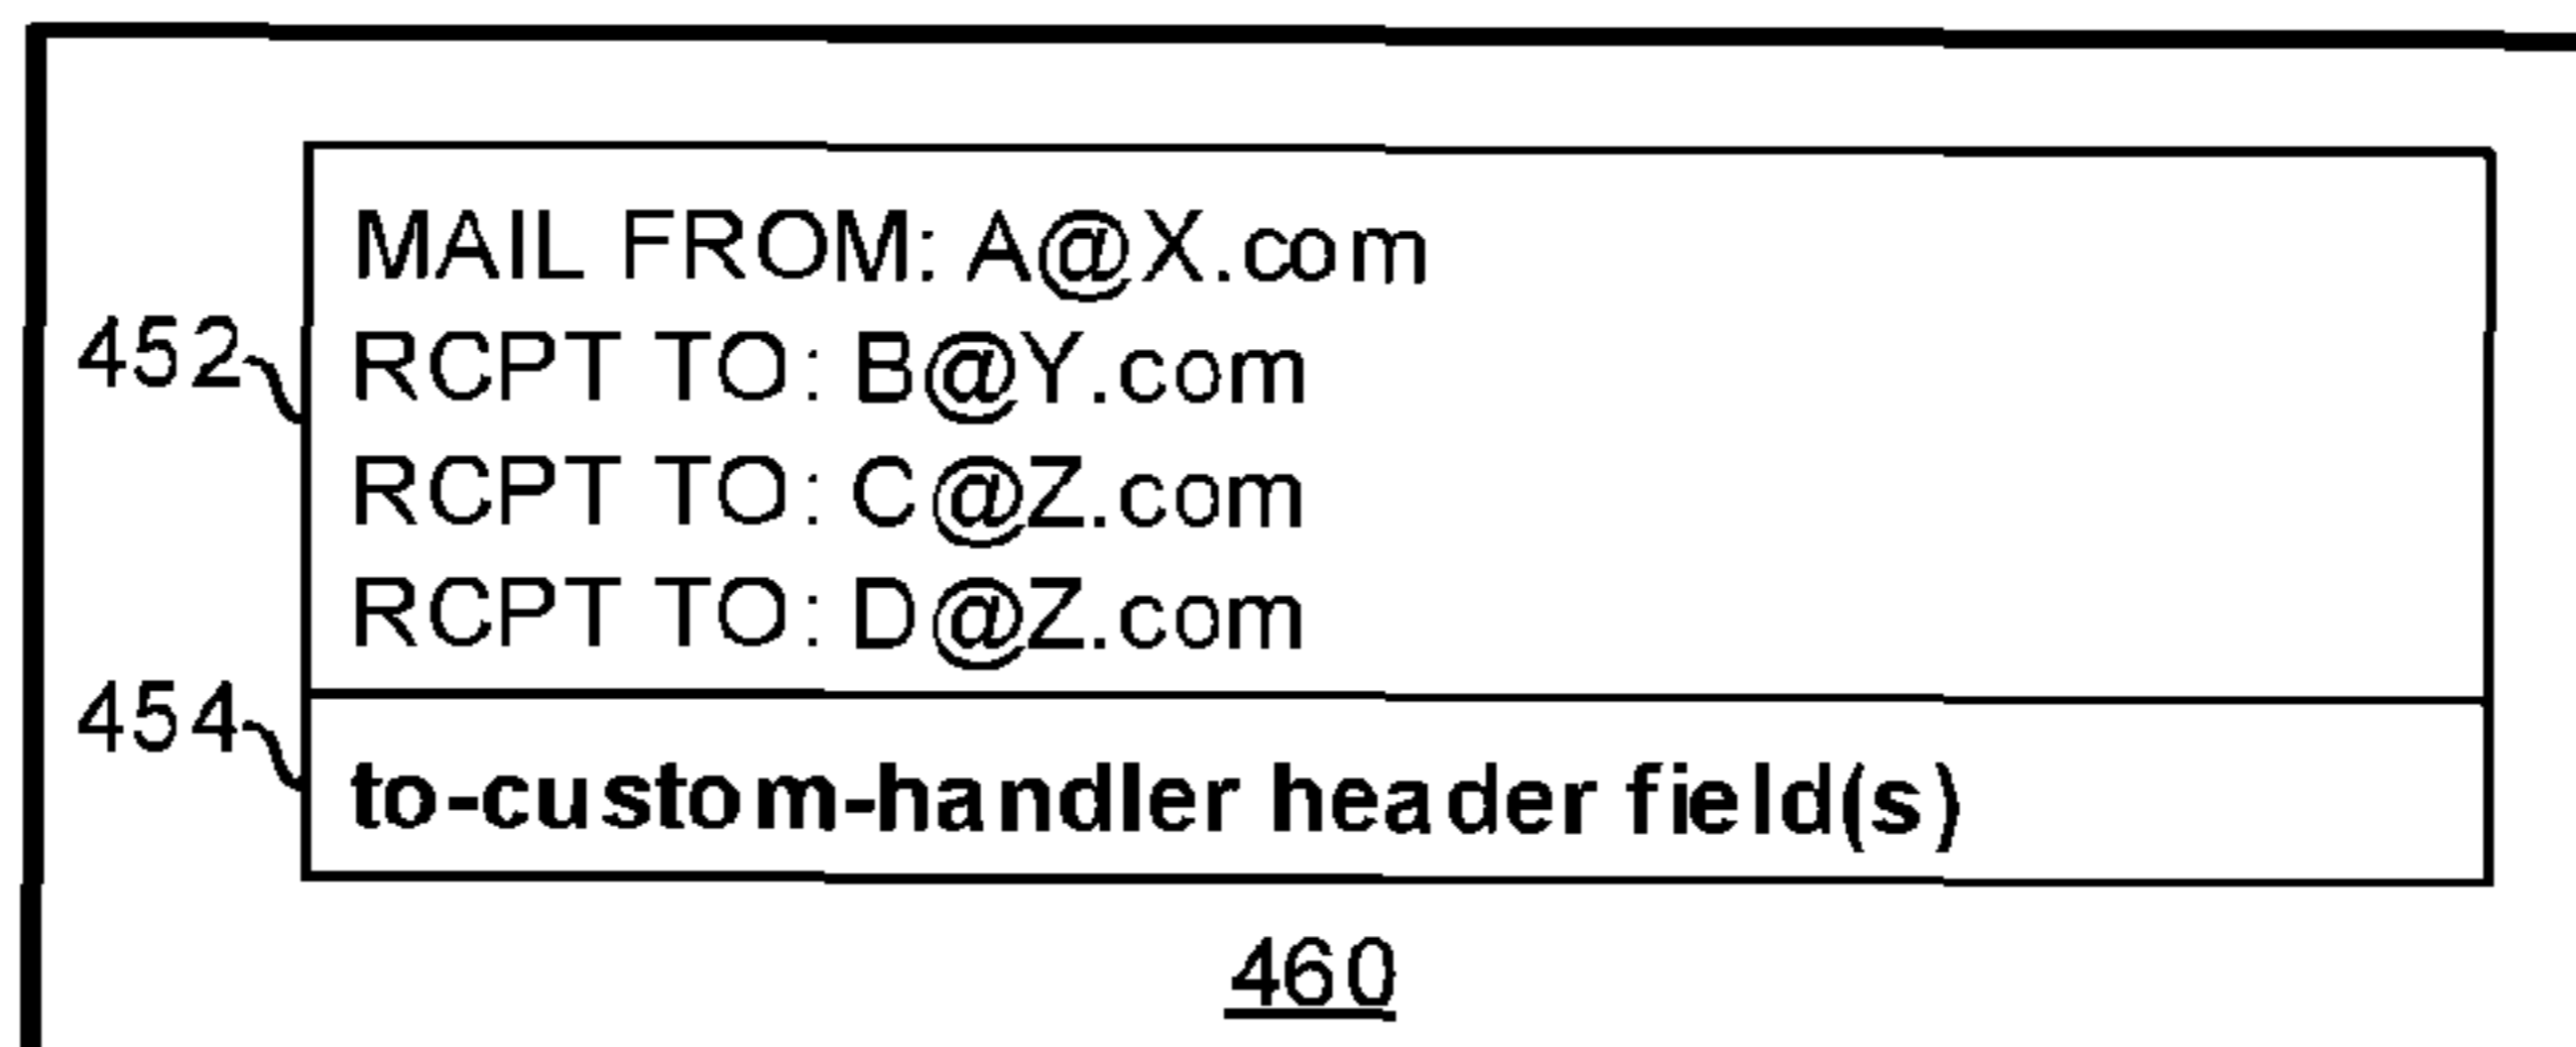 MAIL FROM: A@X.com
452
RCPT TO: B@Y.com
RCPT TO: C@Z.com
RCPT TO: D@Z.com
454
to-custom-handler header field(s)
460